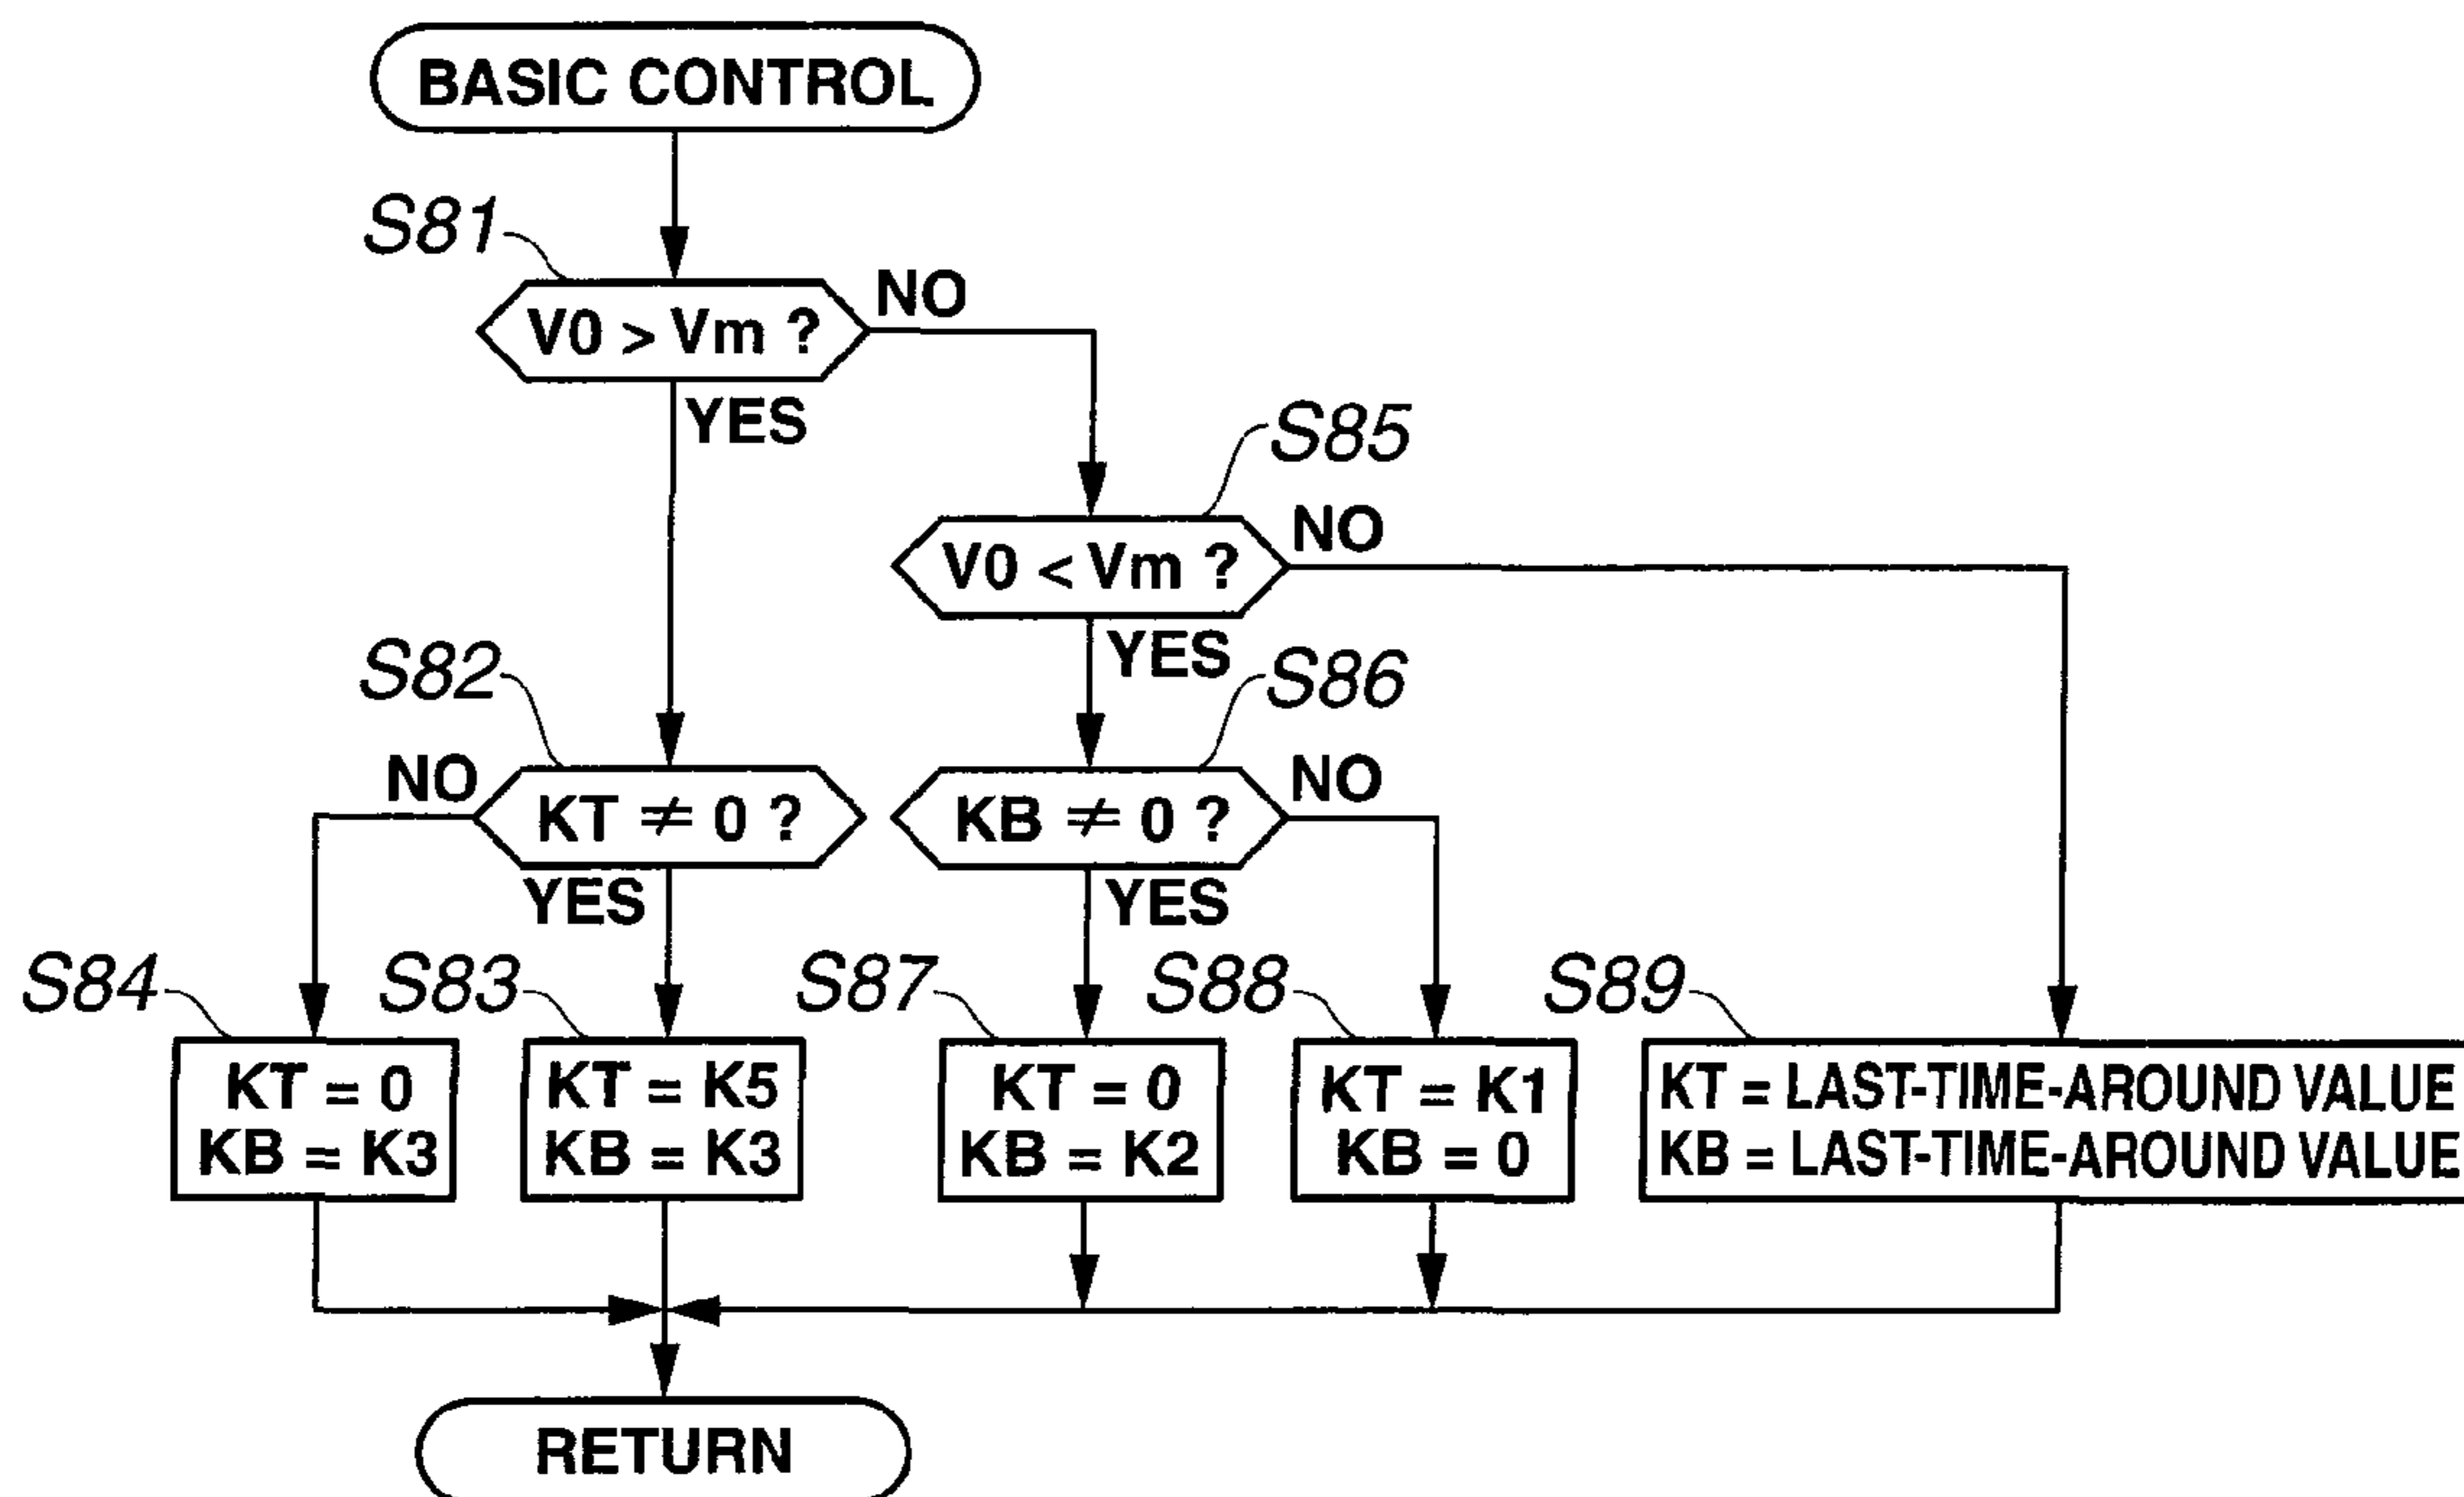 BASIC CONTROL
S81
V0 > Vm ?
NO
YES
S85
V0 < Vm ?
NO
YES
S82
S86
NO
KT ≠ 0 ?
YES
KB ≠ 0 ?
NO
YES
S84
KT = 0
KB = K3
S83
KT = K5
KB = K3
S87
KT = 0
KB = K2
S88
KT = K1
KB = 0
S89
KT = LAST-TIME-AROUND VALUE
KB = LAST-TIME-AROUND VALUE
RETURN